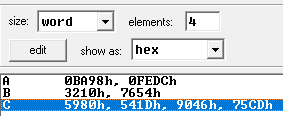 size: word elements: 4
edit show as: hex
A 0BA98h, 0FEDCh
B 3210h, 7654h
C 5980h, 541Dh, 9046h, 75CDh